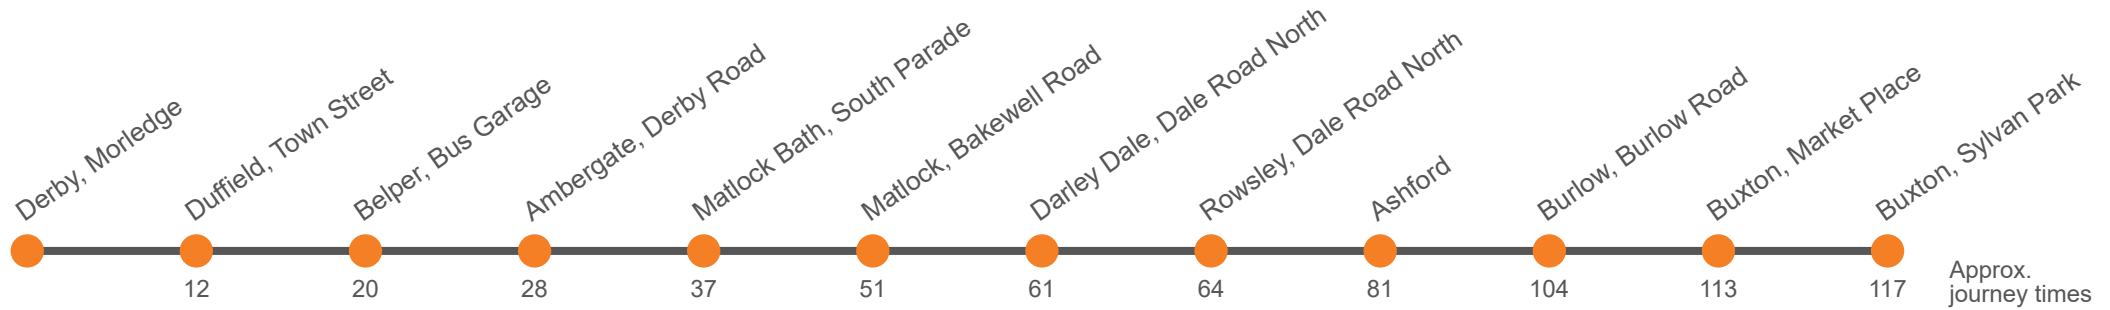 Derby, Morledge
Duffield, Town Street
Belper, Bus Garage
Ambergate, Derby Road
Matlock Bath, South Parade
Matlock, Bakewell Road
Darley Dale, Dale Road North
Rowsley, Dale Road North
Ashford
Burlow, Burlow Road
Buxton, Market Place
Buxton, Sylvan Park
12
20
28
37
51
61
64
81
104
113
117
Approx.
journey times